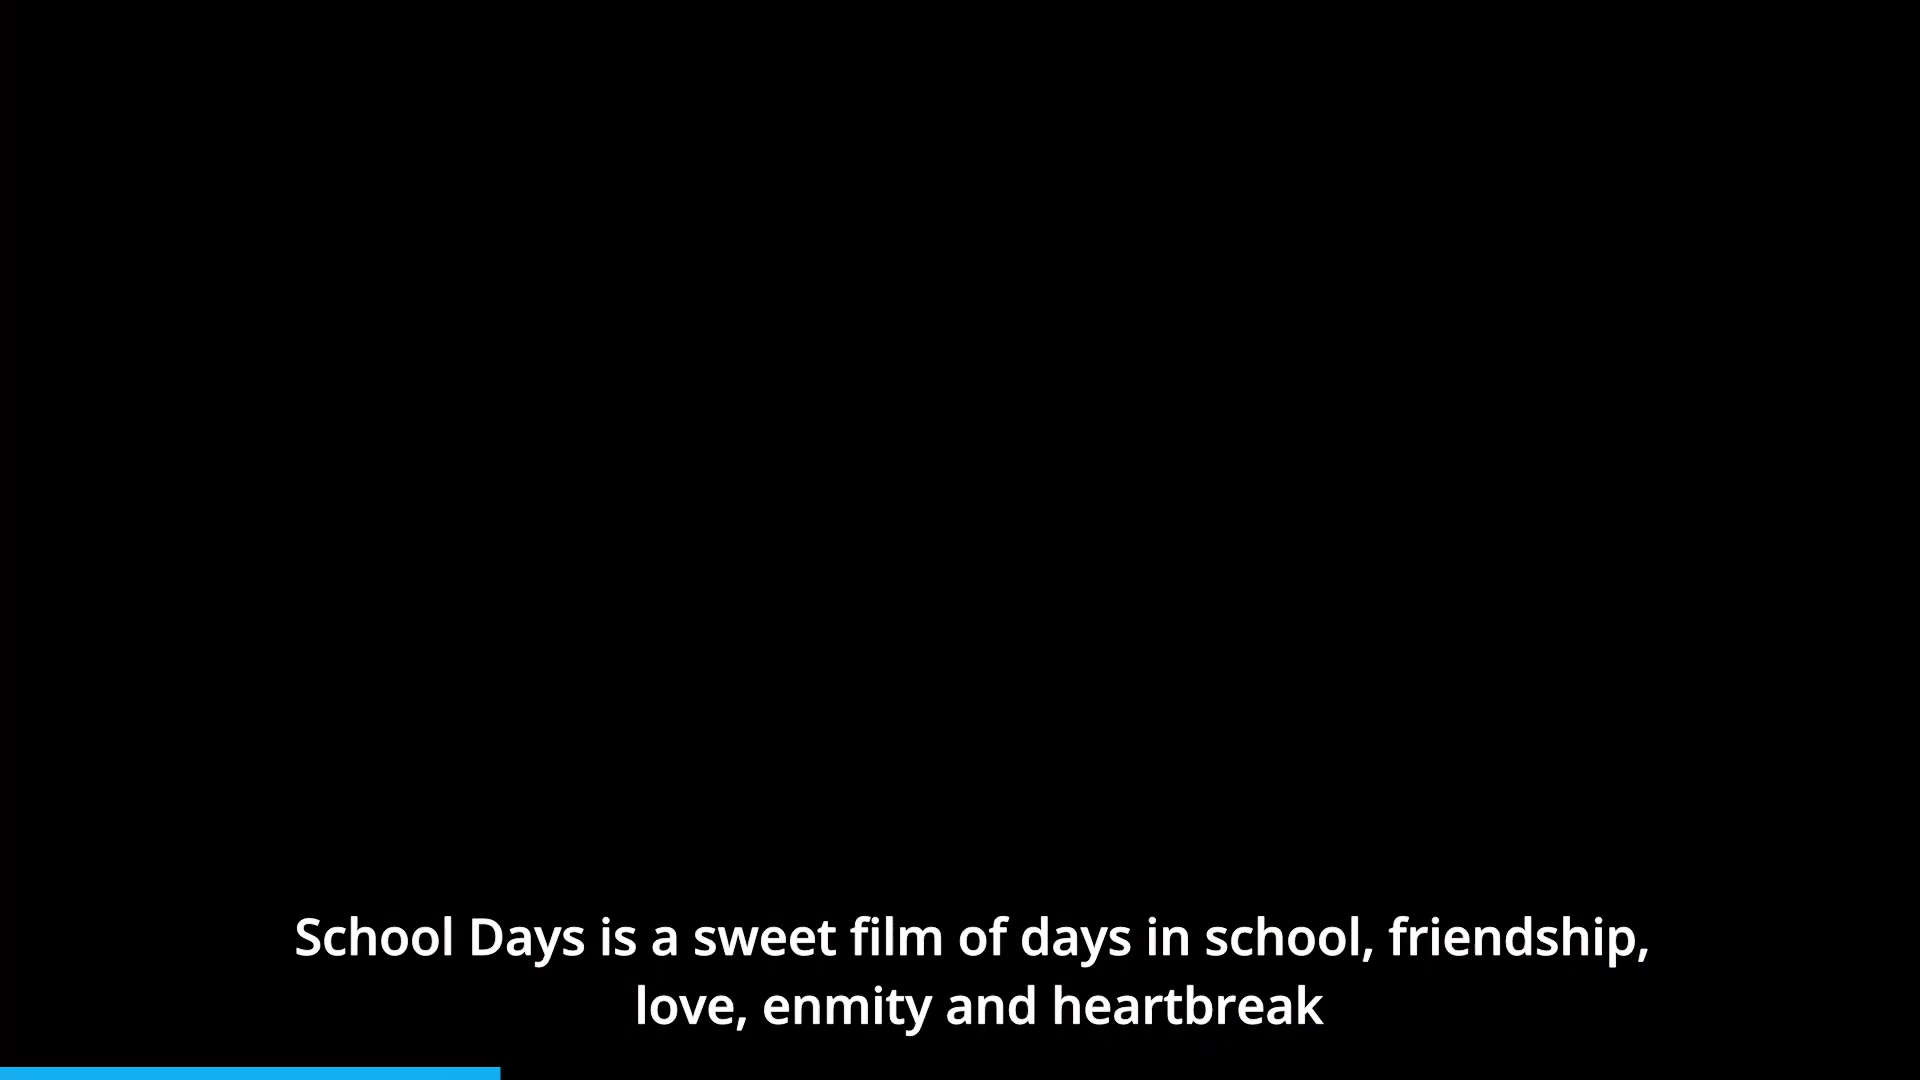 School Days is a sweet film of days in school, friendship,
love, enmity and heartbreak